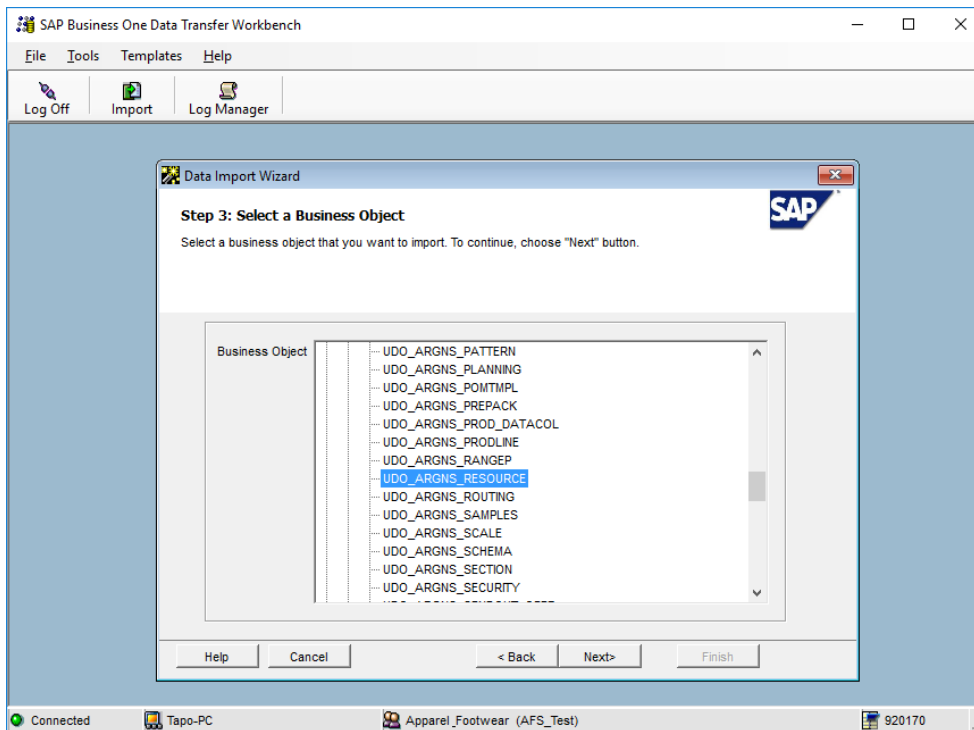 SAP Business One Data Transfer Workbench
File Tools Templates Help
Log Off Import Log Manager
Data Import Wizard
Step 3: Select a Business Object
SAP
Select a business object that you want to import. To continue, choose "Next" button.
Business Object
UDO_ARGNS_PATTERN
UDO_ARGNS_PLANNING
UDO_ARGNS_POMTMPL
UDO_ARGNS_PREPACK
UDO_ARGNS_PROD_DATACOL
UDO_ARGNS_PRODLINE
UDO_ARGNS_RANGEP
UDO_ARGNS_RESOURCE
UDO_ARGNS_ROUTING
UDO_ARGNS_SAMPLES
UDO_ARGNS_SCALE
UDO_ARGNS_SCHEMA
UDO_ARGNS_SECTION
UDO_ARGNS_SECURITY
Help Cancel < Back Next> Finish
Connected Tapo-PC Apparel_Footwear (AFS_Test) 920170